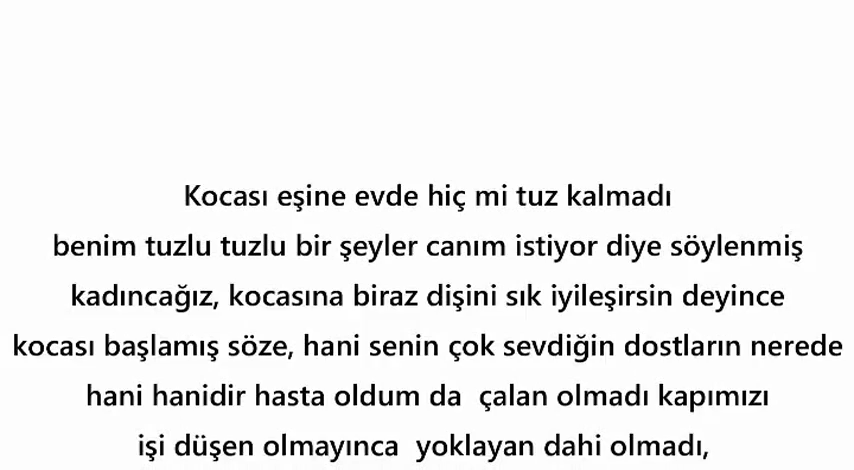 Kocası eşine evde hiç mi tuz kalmadı
benim tuzlu tuzlu bir şeyler canım istiyor diye söylenmiş
kadıncağız, kocasına biraz dişini sık iyileşirsin deyince
kocası başlamış söze, hani senin çok sevdiğin dostların nerede
hani hanidir hasta oldum da  çalan olmadı kapımızı
işi düşen olmayınca  yoklayan dahi olmadı,